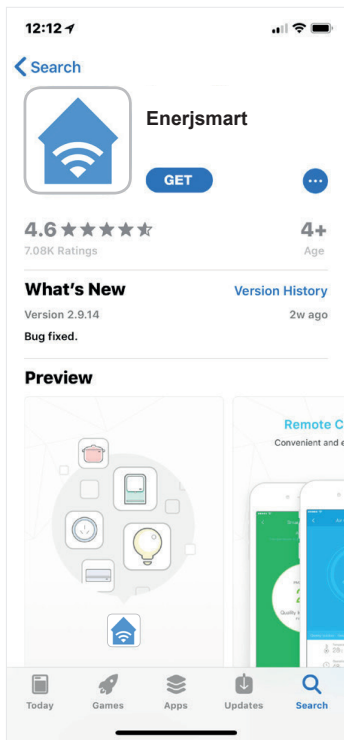 12:12
Search
Enerjsmart
GET
4.6
4+
7.08K Ratings
Age
What's New
Version History
Version 2.9.14
2w ago
Bug fixed.
Preview
Remote C
Convenient and e
Today
Games
Apps
Updates
Search